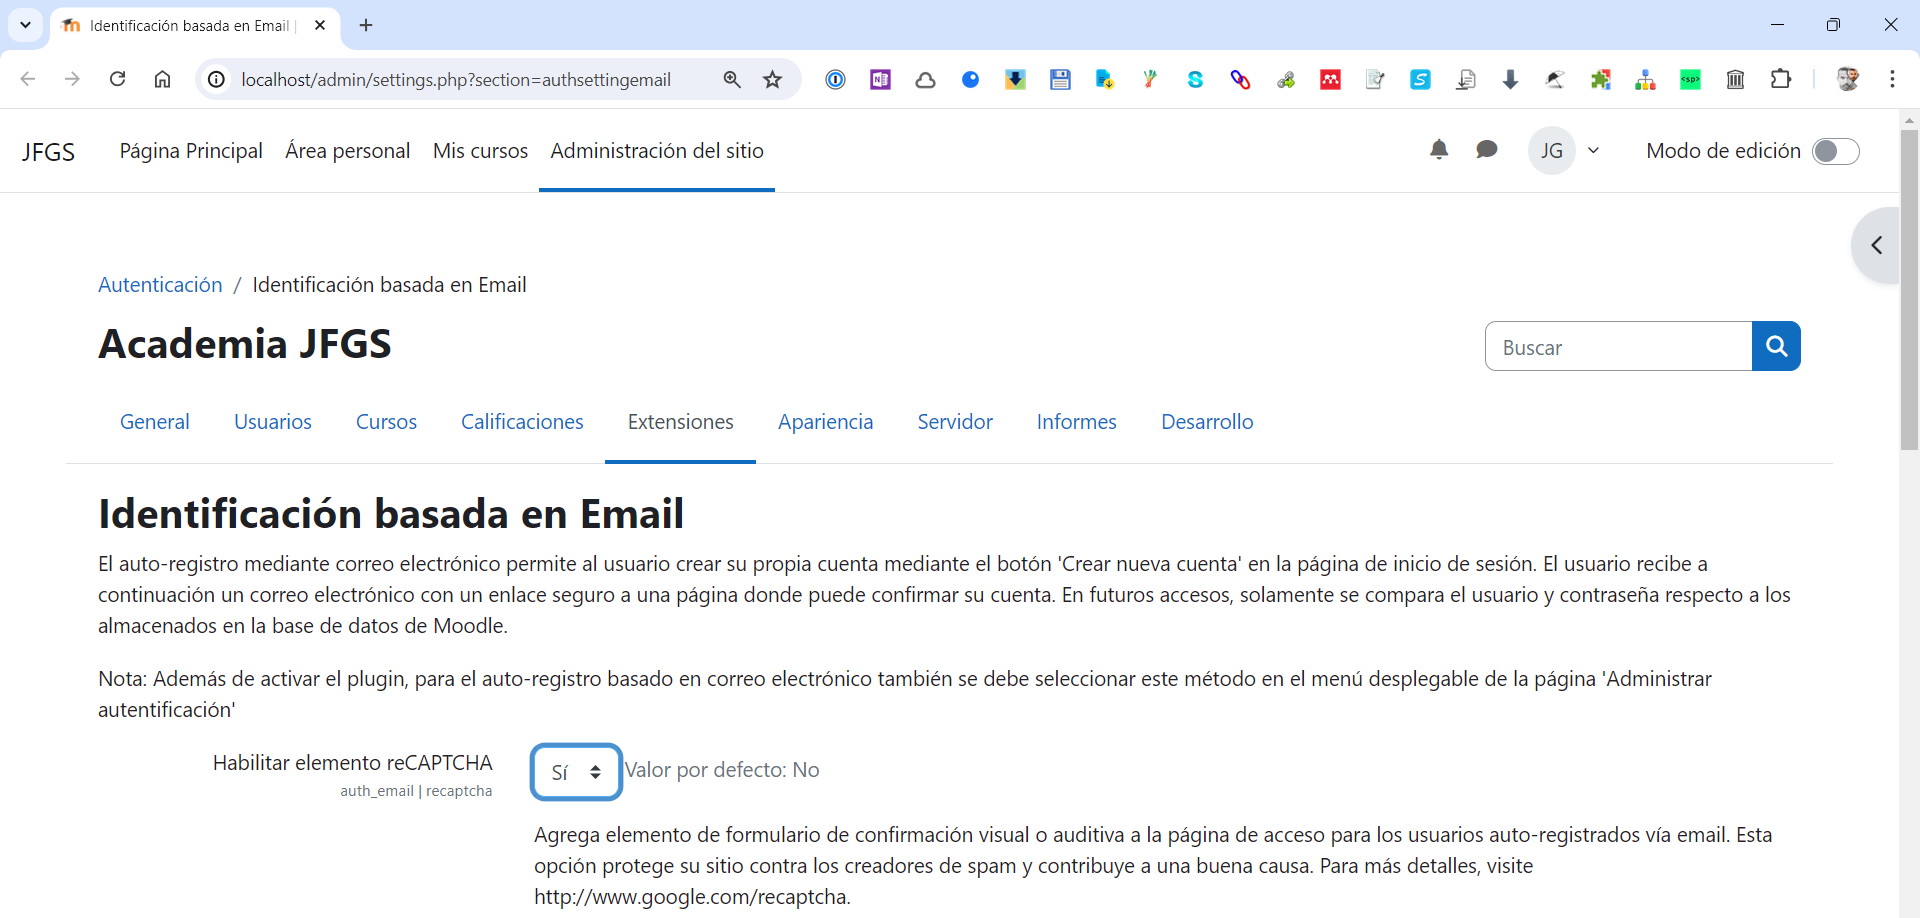 Identificación basada en Email |
localhost/admin/settings.php?section=authsettingemail
JFGS
Página Principal
Área personal
Mis cursos
Administración del sitio
JG
Modo de edición
Autenticación / Identificación basada en Email
Academia JFGS
Buscar
General
Usuarios
Cursos
Calificaciones
Extensiones
Apariencia
Servidor
Informes
Desarrollo
Identificación basada en Email
El auto-registro mediante correo electrónico permite al usuario crear su propia cuenta mediante el botón 'Crear nueva cuenta' en la página de inicio de sesión. El usuario recibe a
continuación un correo electrónico con un enlace seguro a una página donde puede confirmar su cuenta. En futuros accesos, solamente se compara el usuario y contraseña respecto a los
almacenados en la base de datos de Moodle.
Nota: Además de activar el plugin, para el auto-registro basado en correo electrónico también se debe seleccionar este método en el menú desplegable de la página 'Administrar
autentificación'
Habilitar elemento reCAPTCHA
auth_email | recaptcha
Sí
Valor por defecto: No
Agrega elemento de formulario de confirmación visual o auditiva a la página de acceso para los usuarios auto-registrados vía email. Esta
opción protege su sitio contra los creadores de spam y contribuye a una buena causa. Para más detalles, visite
http://www.google.com/recaptcha.